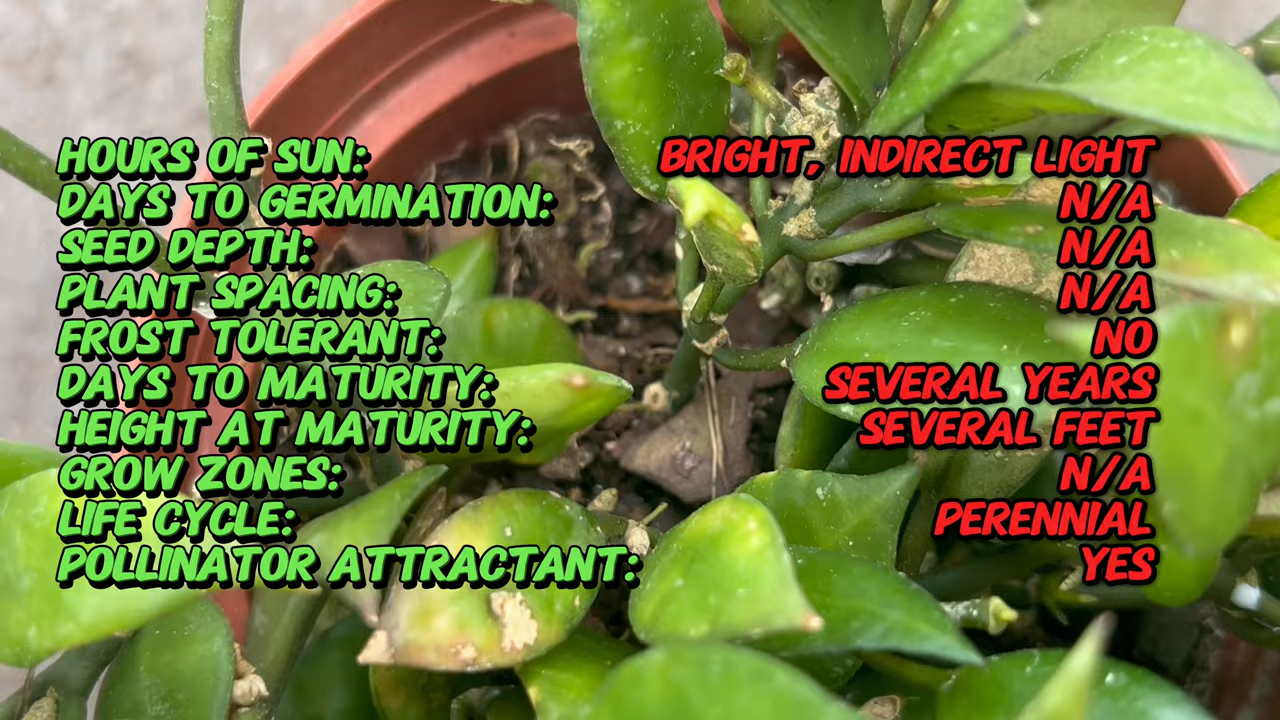 HOURS OF SUN: BRIGHT, INDIRECT LIGHT
DAYS TO GERMINATION: N/A
SEED DEPTH: N/A
PLANT SPACING: N/A
FROST TOLERANT: NO
DAYS TO MATURITY: SEVERAL YEARS
HEIGHT AT MATURITY: SEVERAL FEET
GROW ZONES: N/A
LIFE CYCLE: PERENNIAL
POLLINATOR ATTRACTANT: YES